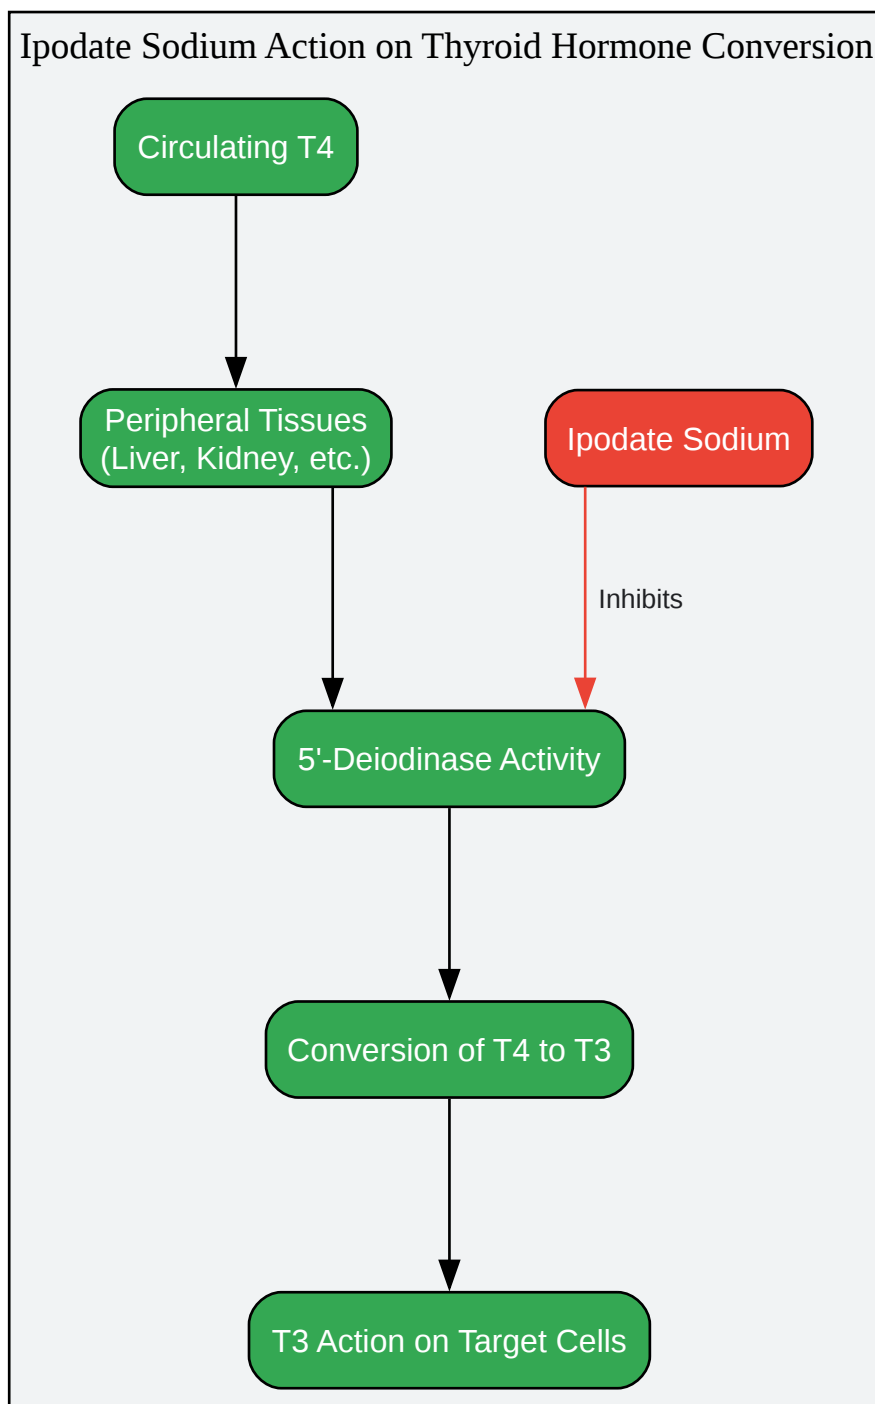 Ipodate Sodium Action on Thyroid Hormone Conversion
Circulating T4
Peripheral Tissues
(Liver, Kidney, etc.)
Ipodate Sodium
Inhibits
5'-Deiodinase Activity
Conversion of T4 to T3
T3 Action on Target Cells